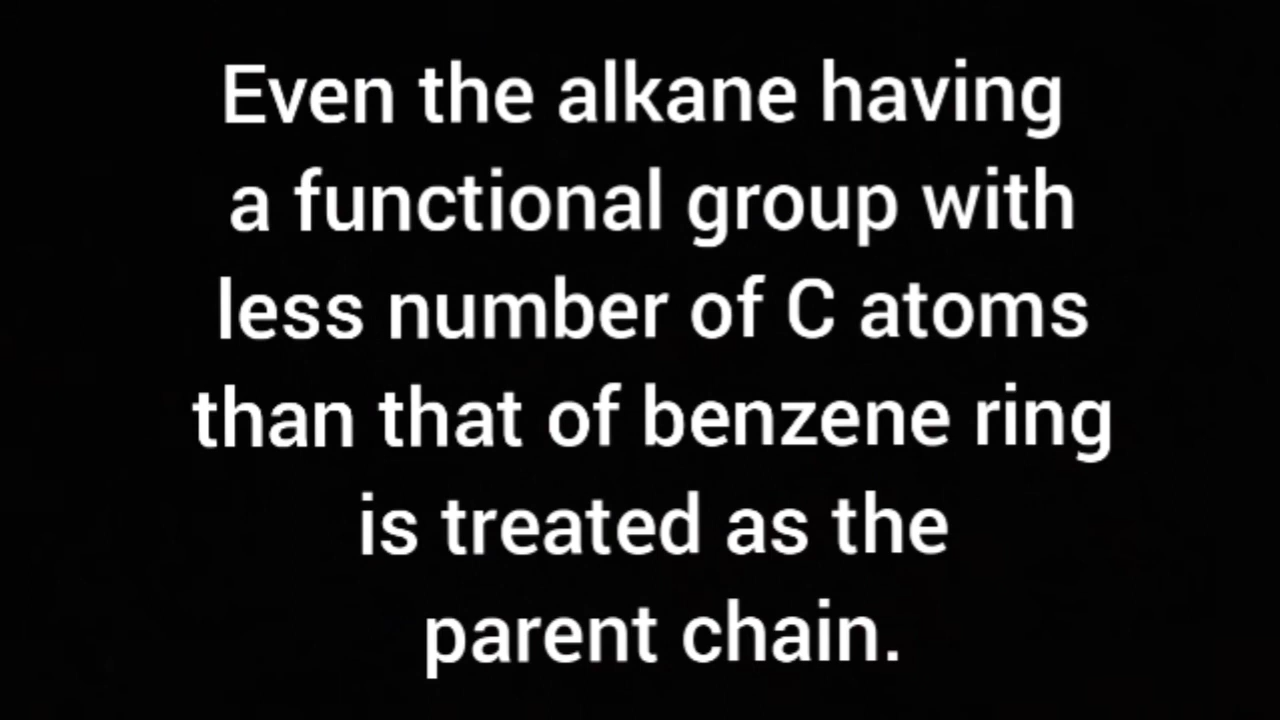 Even the alkane having
a functional group with
less number of C atoms
than that of benzene ring
is treated as the
parent chain.